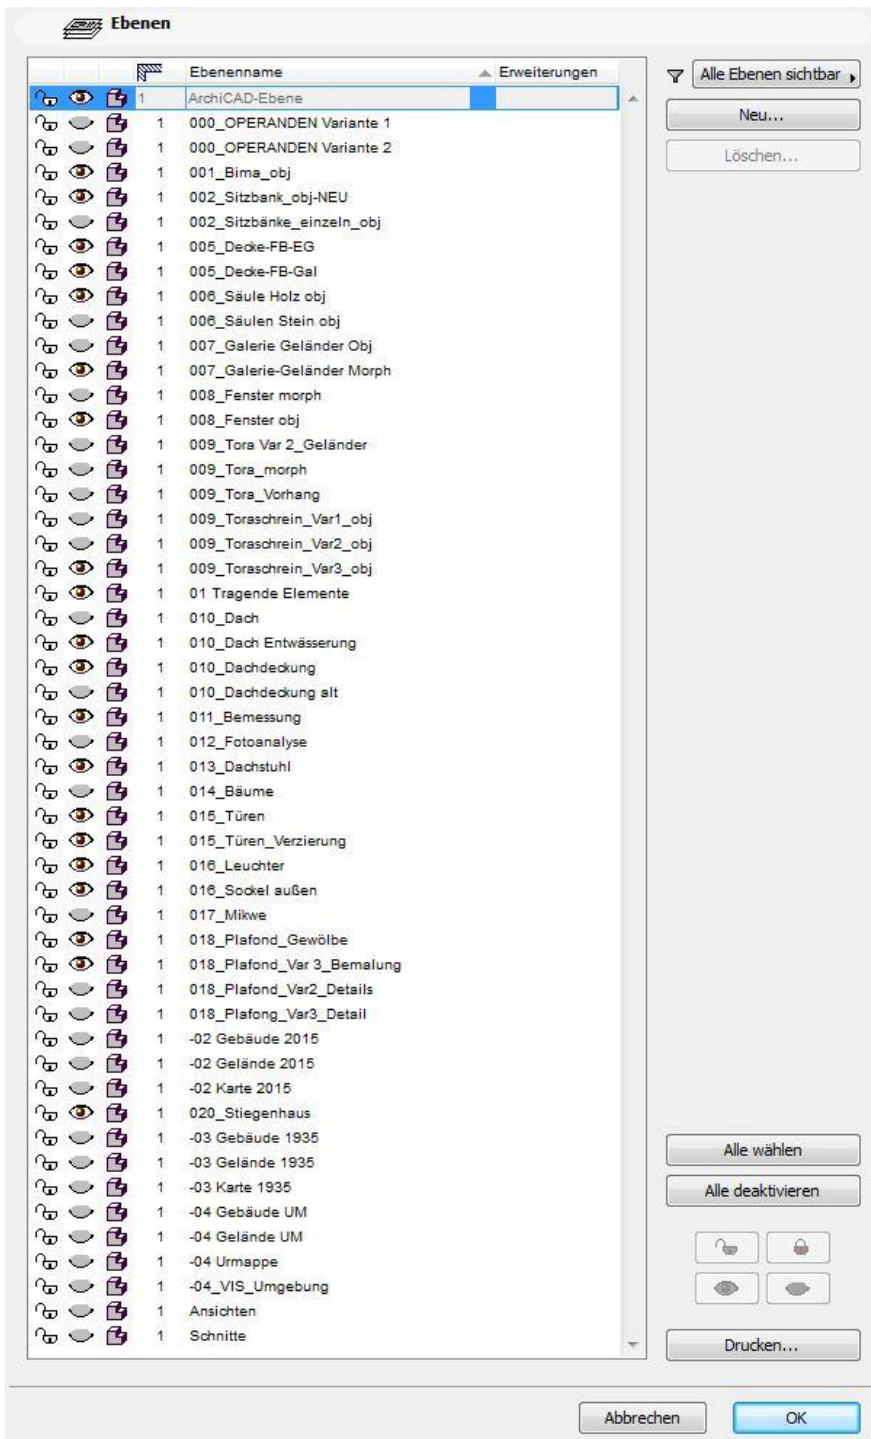 Ebenen
Ebenenname Erweiterungen
1 ArchiCAD-Ebene
1 000_OPERANDEN Variante 1
1 000_OPERANDEN Variante 2
1 001_Bima_obj
1 002_Sitzbank_obj-NEU
1 002_Sitzbänke_einzeln_obj
1 005_Decke-FB-EG
1 005_Decke-FB-Gal
1 006_Säule Holz obj
1 006_Säulen Stein obj
1 007_Galerie Geländer Obj
1 007_Galerie-Geländer Morph
1 008_Fenster morph
1 008_Fenster obj
1 009_Tora Var 2_Geländer
1 009_Tora_morph
1 009_Tora_Vorhang
1 009_Toraschrein_Var1_obj
1 009_Toraschrein_Var2_obj
1 009_Toraschrein_Var3_obj
1 01 Tragende Elemente
1 010_Dach
1 010_Dach Entwässerung
1 010_Dachdeckung
1 010_Dachdeckung alt
1 011_Bemessung
1 012_Fotoanalyse
1 013_Dachstuhl
1 014_Bäume
1 015_Türen
1 015_Türen_Verzierung
1 016_Leuchter
1 016_Sockel außen
1 017_Mikwe
1 018_Plafond_Gewölbe
1 018_Plafond_Var 3_Bemalung
1 018_Plafond_Var2_Details
1 018_Plafong_Var3_Detail
1 -02 Gebäude 2015
1 -02 Gelände 2015
1 -02 Karte 2015
1 020_Stiegenhaus
1 -03 Gebäude 1935
1 -03 Gelände 1935
1 -03 Karte 1935
1 -04 Gebäude UM
1 -04 Gelände UM
1 -04 Urmappe
1 -04_VIS_Umgebung
1 Ansichten
1 Schnitte
Alle Ebenen sichtbar
Neu...
Löschen...
Alle wählen
Alle deaktivieren
Drucken...
Abbrechen
OK